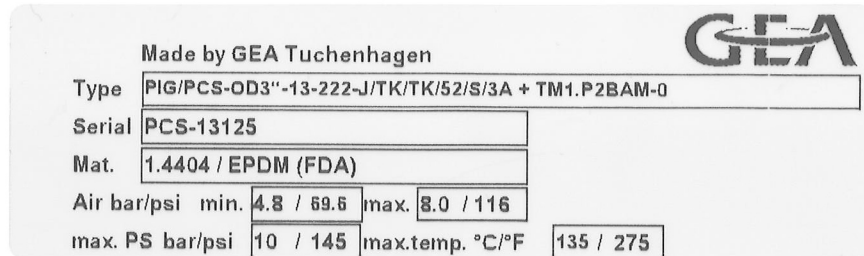 GEA
Made by GEA Tuchenhagen
Type PIG/PCS-OD3"-13-222-J/TK/TK/52/S/3A + TM1.P2BAM-0
Serial PCS-13125
Mat. 1.4404 / EPDM (FDA)
Air bar/psi min. 4.8 / 69.6 max. 8.0 / 116
max. PS bar/psi 10 / 145 max.temp. °C/°F 135 / 275